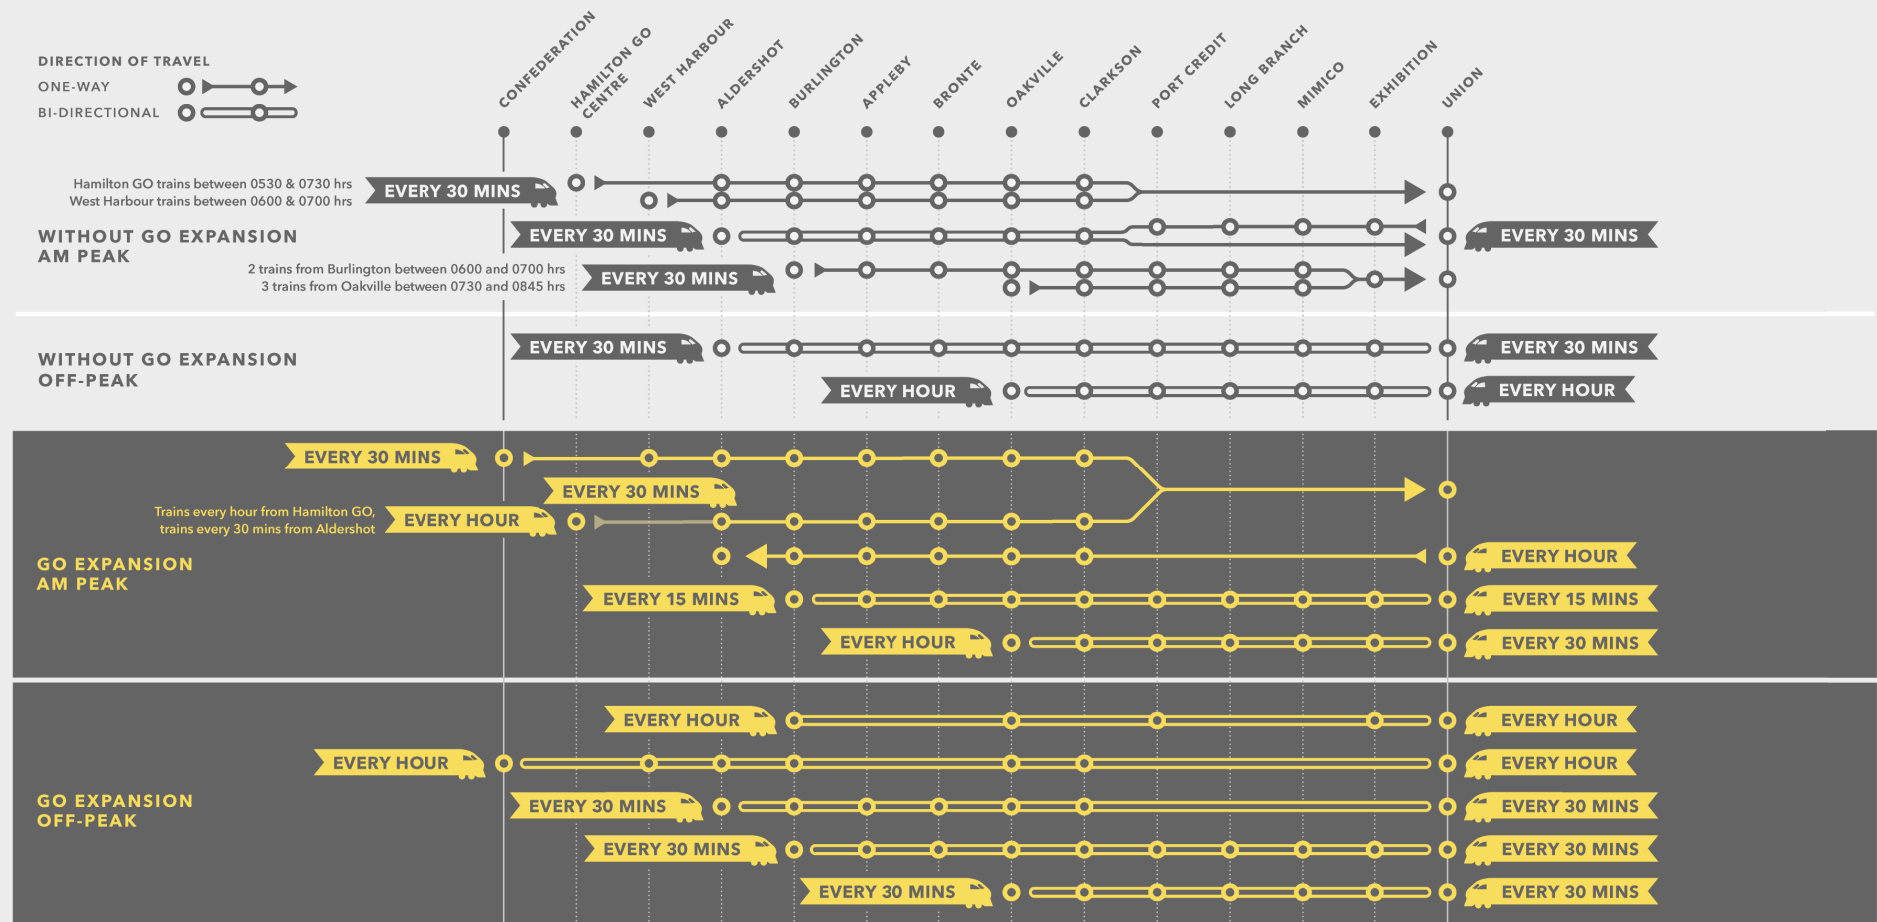 CONFEDERATION
HAMILTON GO
CENTRE
WEST HARBOUR
ALDERSHOT
BURLINGTON
APPLEBY
BRONTE
OAKVILLE
CLARKSON
PORT CREDIT
LONG BRANCH
MIMICO
EXHIBITION
UNION
DIRECTION OF TRAVEL
ONE-WAY
BI-DIRECTIONAL
Hamilton GO trains between 0530 & 0730 hrs
West Harbour trains between 0600 & 0700 hrs
EVERY 30 MINS
WITHOUT GO EXPANSION
AM PEAK
EVERY 30 MINS
EVERY 30 MINS
2 trains from Burlington between 0600 and 0700 hrs
3 trains from Oakville between 0730 and 0845 hrs
EVERY 30 MINS
WITHOUT GO EXPANSION
OFF-PEAK
EVERY 30 MINS
EVERY 30 MINS
EVERY HOUR
EVERY HOUR
EVERY 30 MINS
EVERY 30 MINS
Trains every hour from Hamilton GO,
trains every 30 mins from Aldershot
EVERY HOUR
GO EXPANSION
AM PEAK
EVERY HOUR
EVERY 15 MINS
EVERY 15 MINS
EVERY HOUR
EVERY 30 MINS
EVERY HOUR
EVERY HOUR
EVERY HOUR
EVERY HOUR
GO EXPANSION
OFF-PEAK
EVERY 30 MINS
EVERY 30 MINS
EVERY 30 MINS
EVERY 30 MINS
EVERY 30 MINS
EVERY 30 MINS